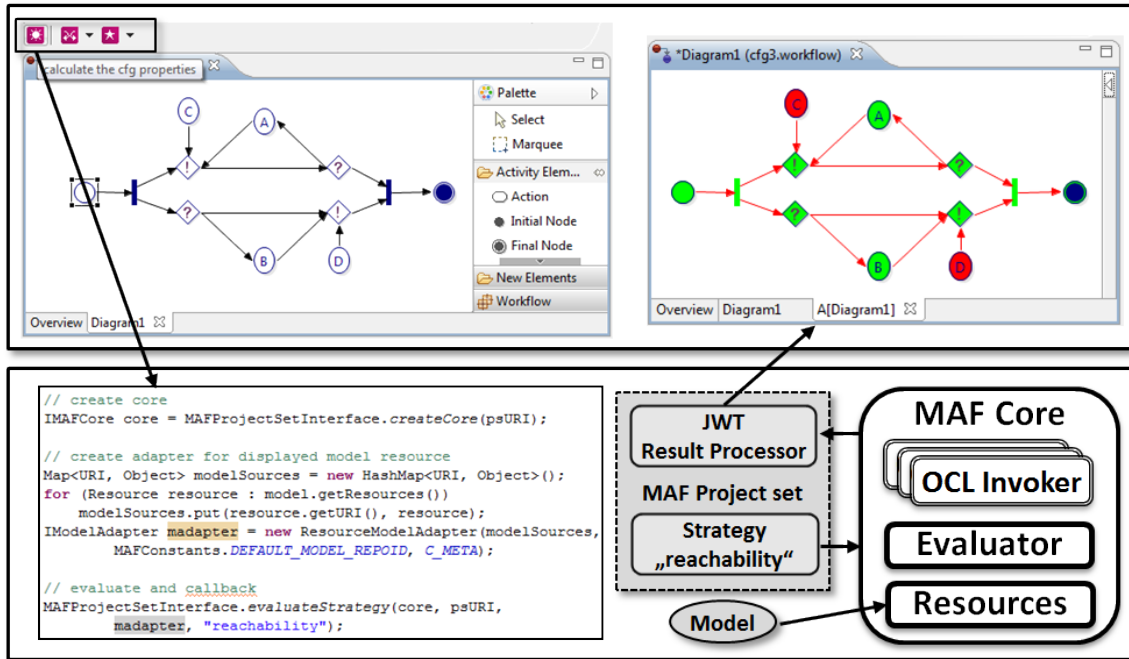 calculate the cfg properties
Palette
Select
Marquee
Activity Elem...
Action
Initial Node
Final Node
New Elements
Workflow
C
A
!
?
?
!
B
D
Overview Diagram1
*Diagram1 (cfg3.workflow)
C
A
!
?
?
!
B
D
Overview Diagram1 A[Diagram1]
// create core
IMAFCore core = MAFProjectSetInterface.createCore(psURI);
// create adapter for displayed model resource
Map<URI, Object> modelSources = new HashMap<URI, Object>();
for (Resource resource : model.getResources())
modelSources.put(resource.getURI(), resource);
IModelAdapter madapter = new ResourceModelAdapter(modelSources,
MAFConstants.DEFAULT_MODEL_REPOID, C_META);
// evaluate and callback
MAFProjectSetInterface.evaluateStrategy(core, psURI,
madapter, "reachability");
JWT
Result Processor
MAF Project set
Strategy
„reachability“
Model
MAF Core
OCL Invoker
Evaluator
Resources